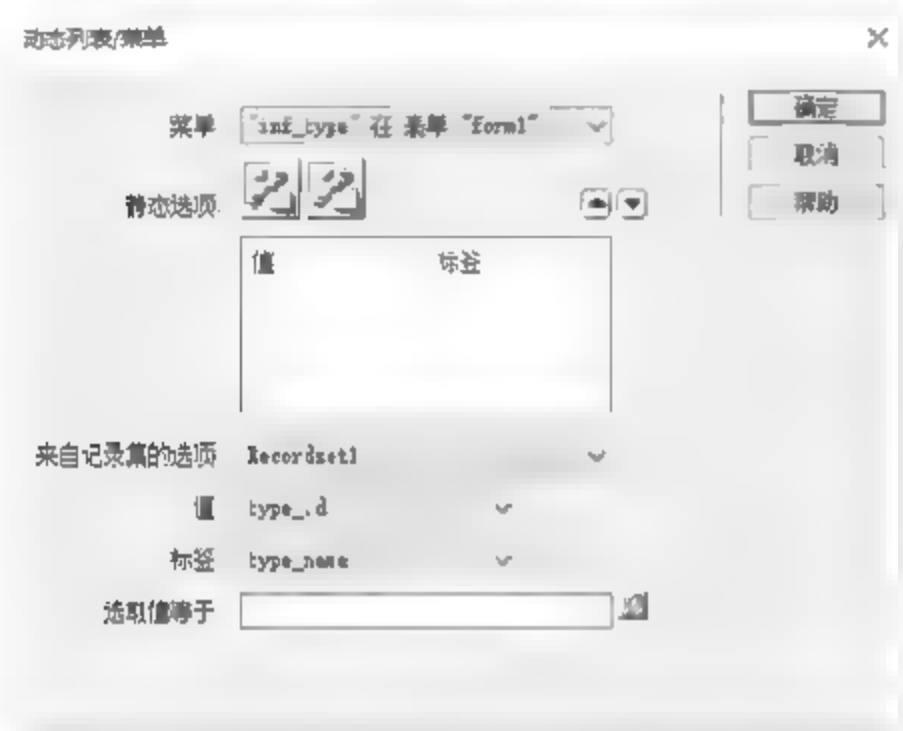 动态列表/菜单
菜单 "inf_type" 在 表单 "form1"
确定
取消
帮助
静态选项:
值 标签
来自记录集的选项 Recordset1
值 type_id
标签 type_name
选取值等于